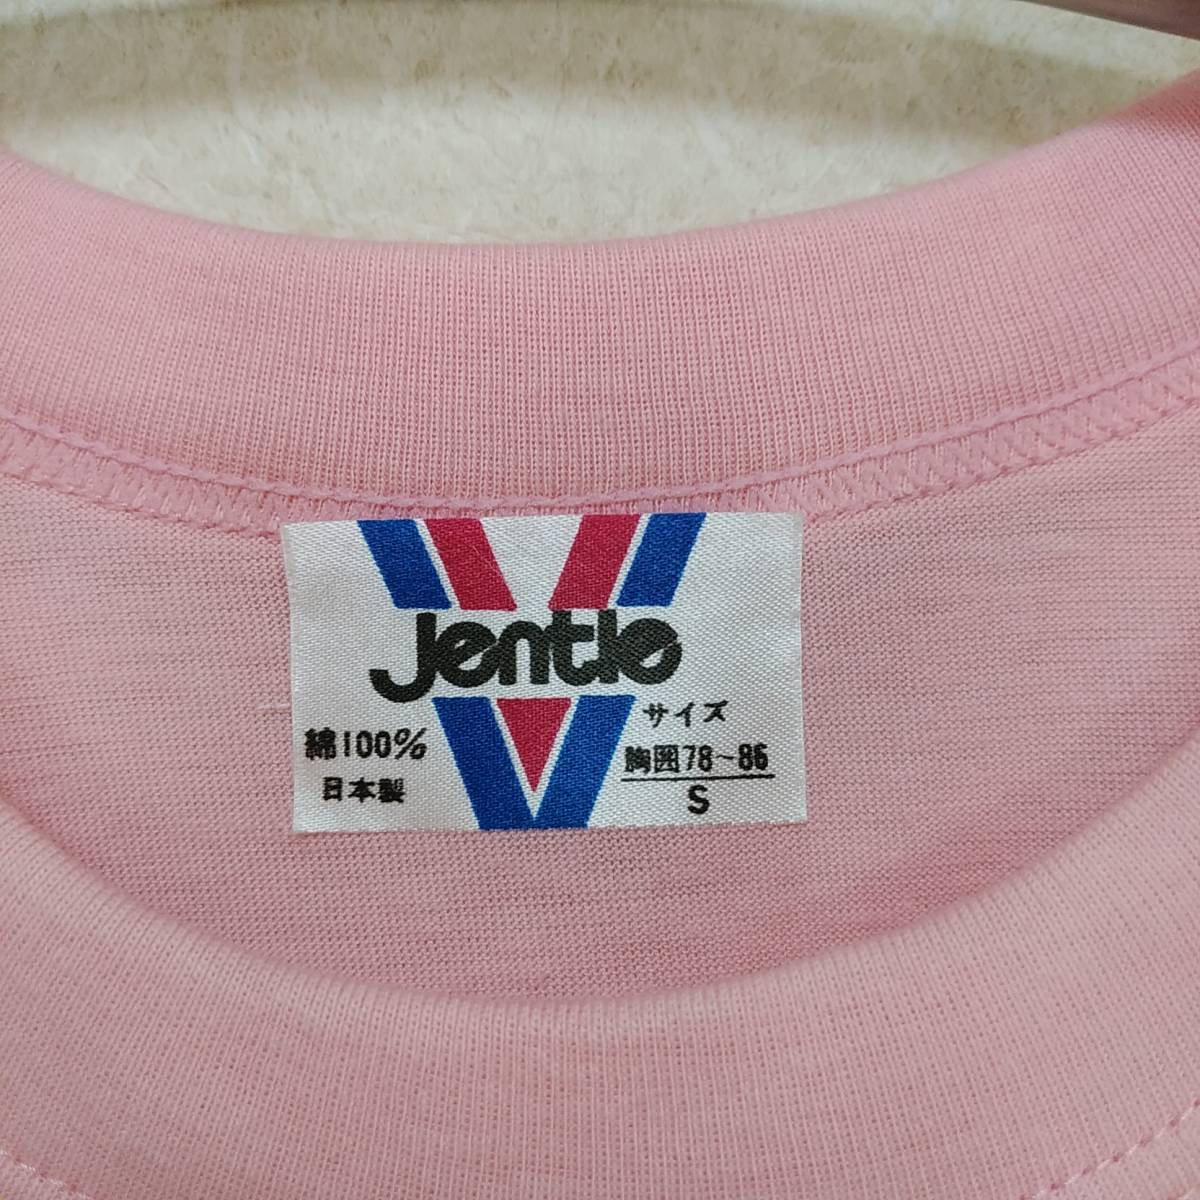 Jentle
綿100%
日本製
サイズ
胸囲78~86
S